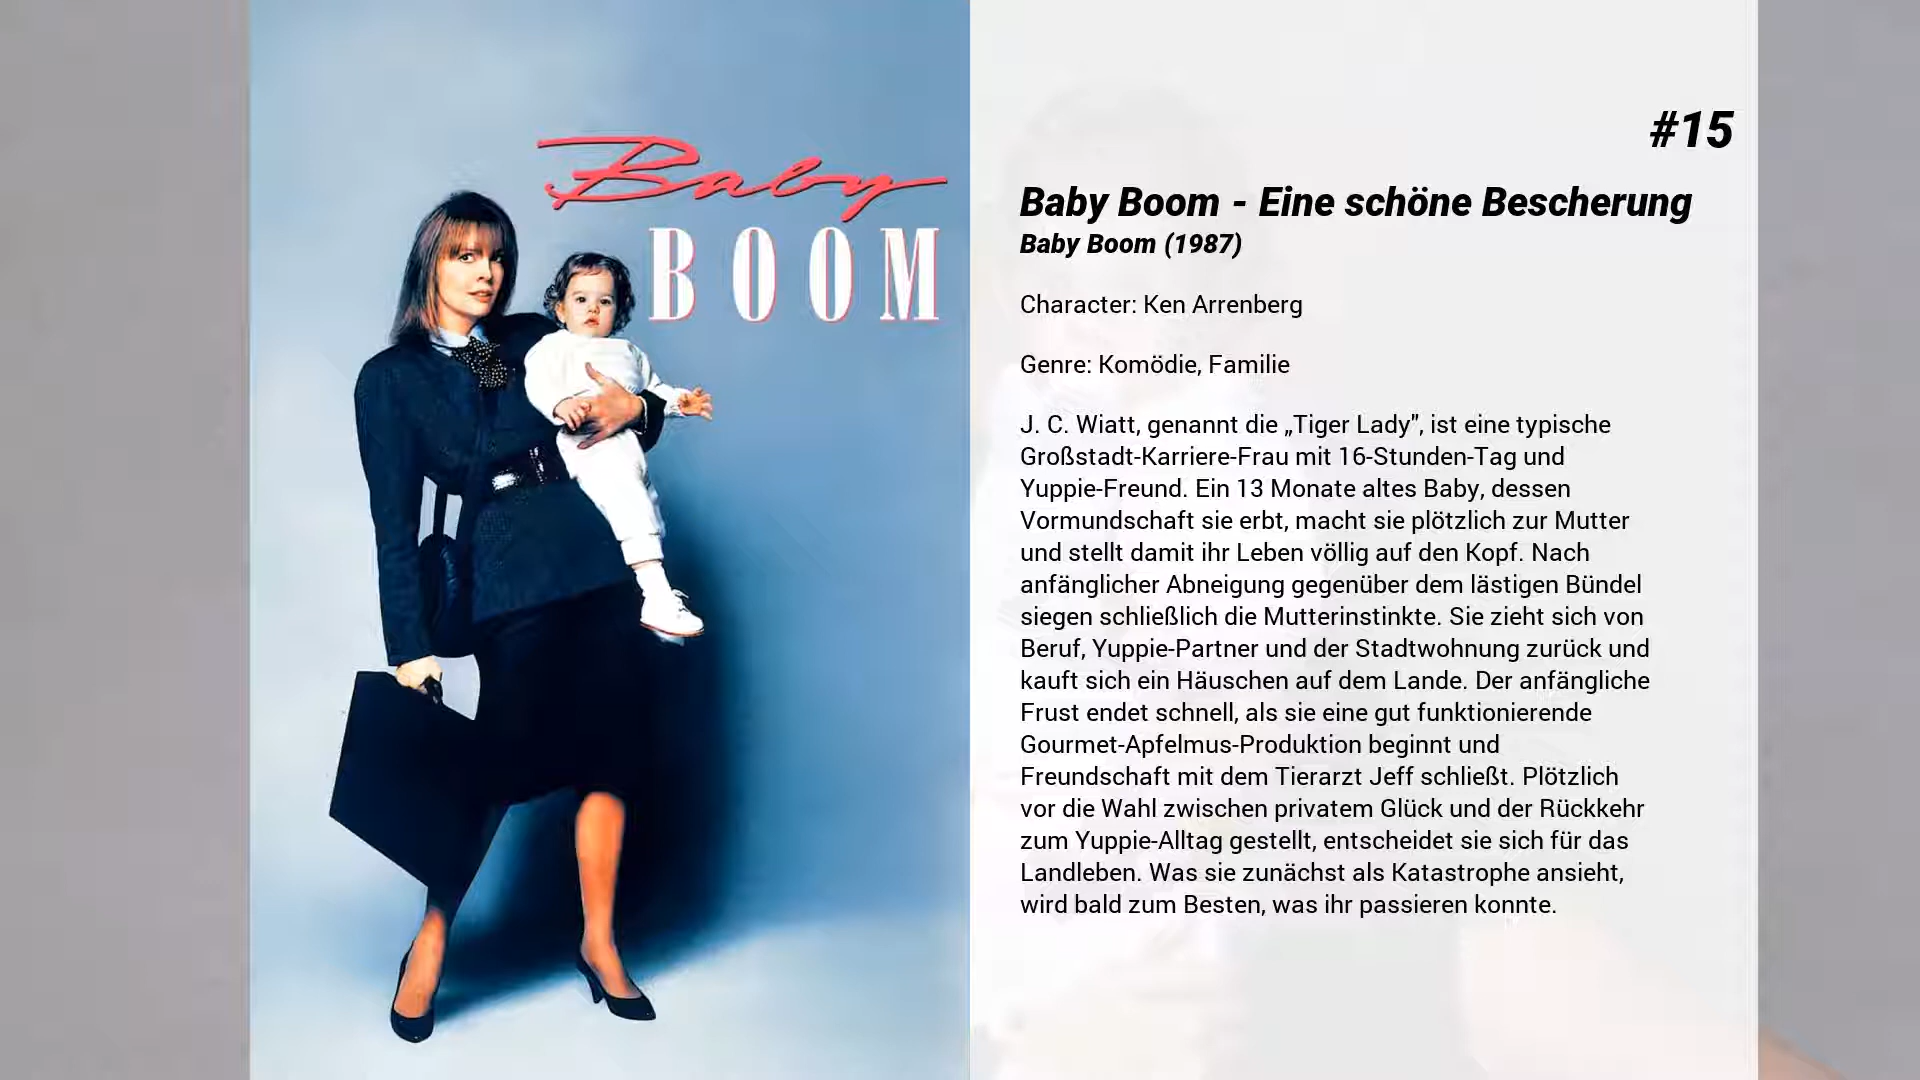 Baby
BOOM
#15
Baby Boom - Eine schöne Bescherung
Baby Boom (1987)
Character: Ken Arrenberg
Genre: Komödie, Familie
J. C. Wiatt, genannt die „Tiger Lady", ist eine typische
Großstadt-Karriere-Frau mit 16-Stunden-Tag und
Yuppie-Freund. Ein 13 Monate altes Baby, dessen
Vormundschaft sie erbt, macht sie plötzlich zur Mutter
und stellt damit ihr Leben völlig auf den Kopf. Nach
anfänglicher Abneigung gegenüber dem lästigen Bündel
siegen schließlich die Mutterinstinkte. Sie zieht sich von
Beruf, Yuppie-Partner und der Stadtwohnung zurück und
kauft sich ein Häuschen auf dem Lande. Der anfängliche
Frust endet schnell, als sie eine gut funktionierende
Gourmet-Apfelmus-Produktion beginnt und
Freundschaft mit dem Tierarzt Jeff schließt. Plötzlich
vor die Wahl zwischen privatem Glück und der Rückkehr
zum Yuppie-Alltag gestellt, entscheidet sie sich für das
Landleben. Was sie zunächst als Katastrophe ansieht,
wird bald zum Besten, was ihr passieren konnte.